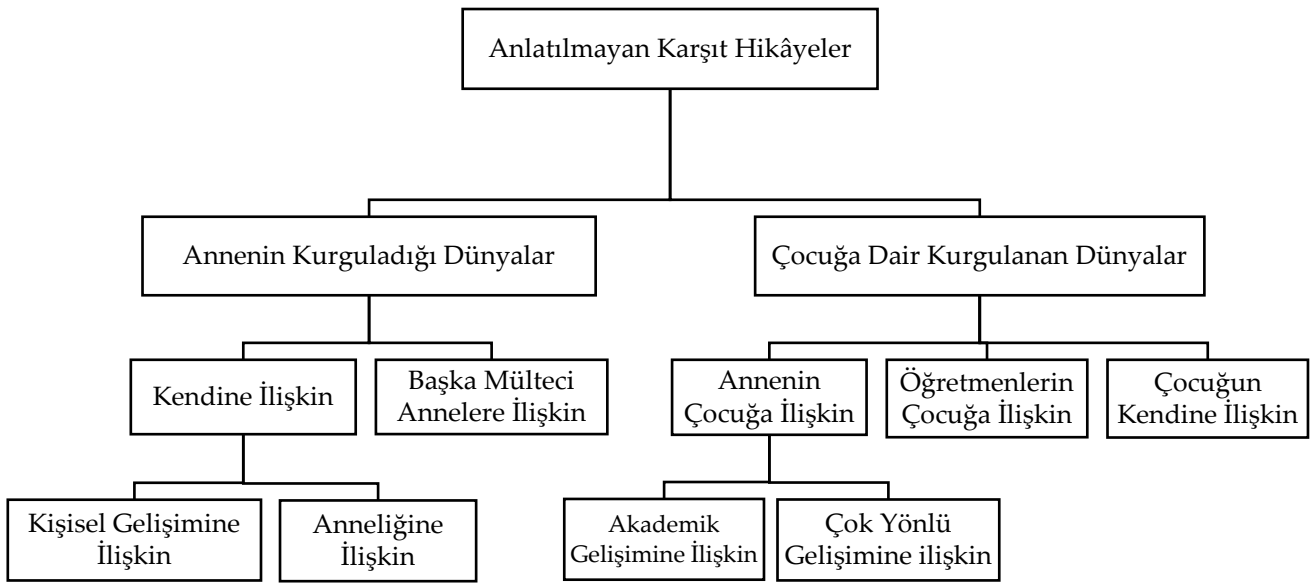 Anlatılmayan Karşıt Hikâyeler
Annenin Kurguladığı Dünyalar
Çocuğa Dair Kurgulanan Dünyalar
Kendine İlişkin
Başka Mülteci
Annelere İlişkin
Annenin
Çocuğa İlişkin
Öğretmenlerin
Çocuğa İlişkin
Çocuğun
Kendine İlişkin
Kişisel Gelişimine
İlişkin
Anneliğine
İlişkin
Akademik
Gelişimine İlişkin
Çok Yönlü
Gelişimine ilişkin